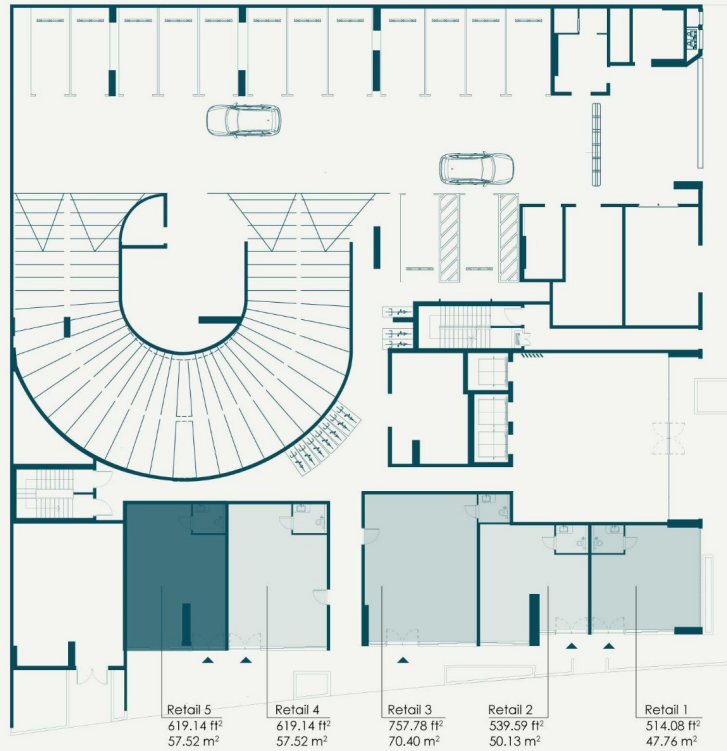 Retail 5
619.14 ft²
57.52 m²
Retail 4
619.14 ft²
57.52 m²
Retail 3
757.78 ft²
70.40 m²
Retail 2
539.59 ft²
50.13 m²
Retail 1
514.08 ft²
47.76 m²